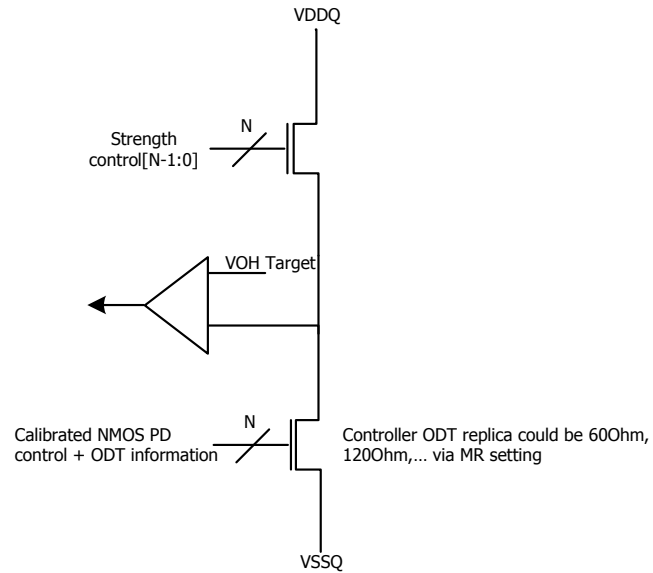 VDDQ
N
Strength
control[N-1:0]
VOH Target
N
Calibrated NMOS PD
control + ODT information
Controller ODT replica could be 60Ohm,
120Ohm,... via MR setting
VSSQ